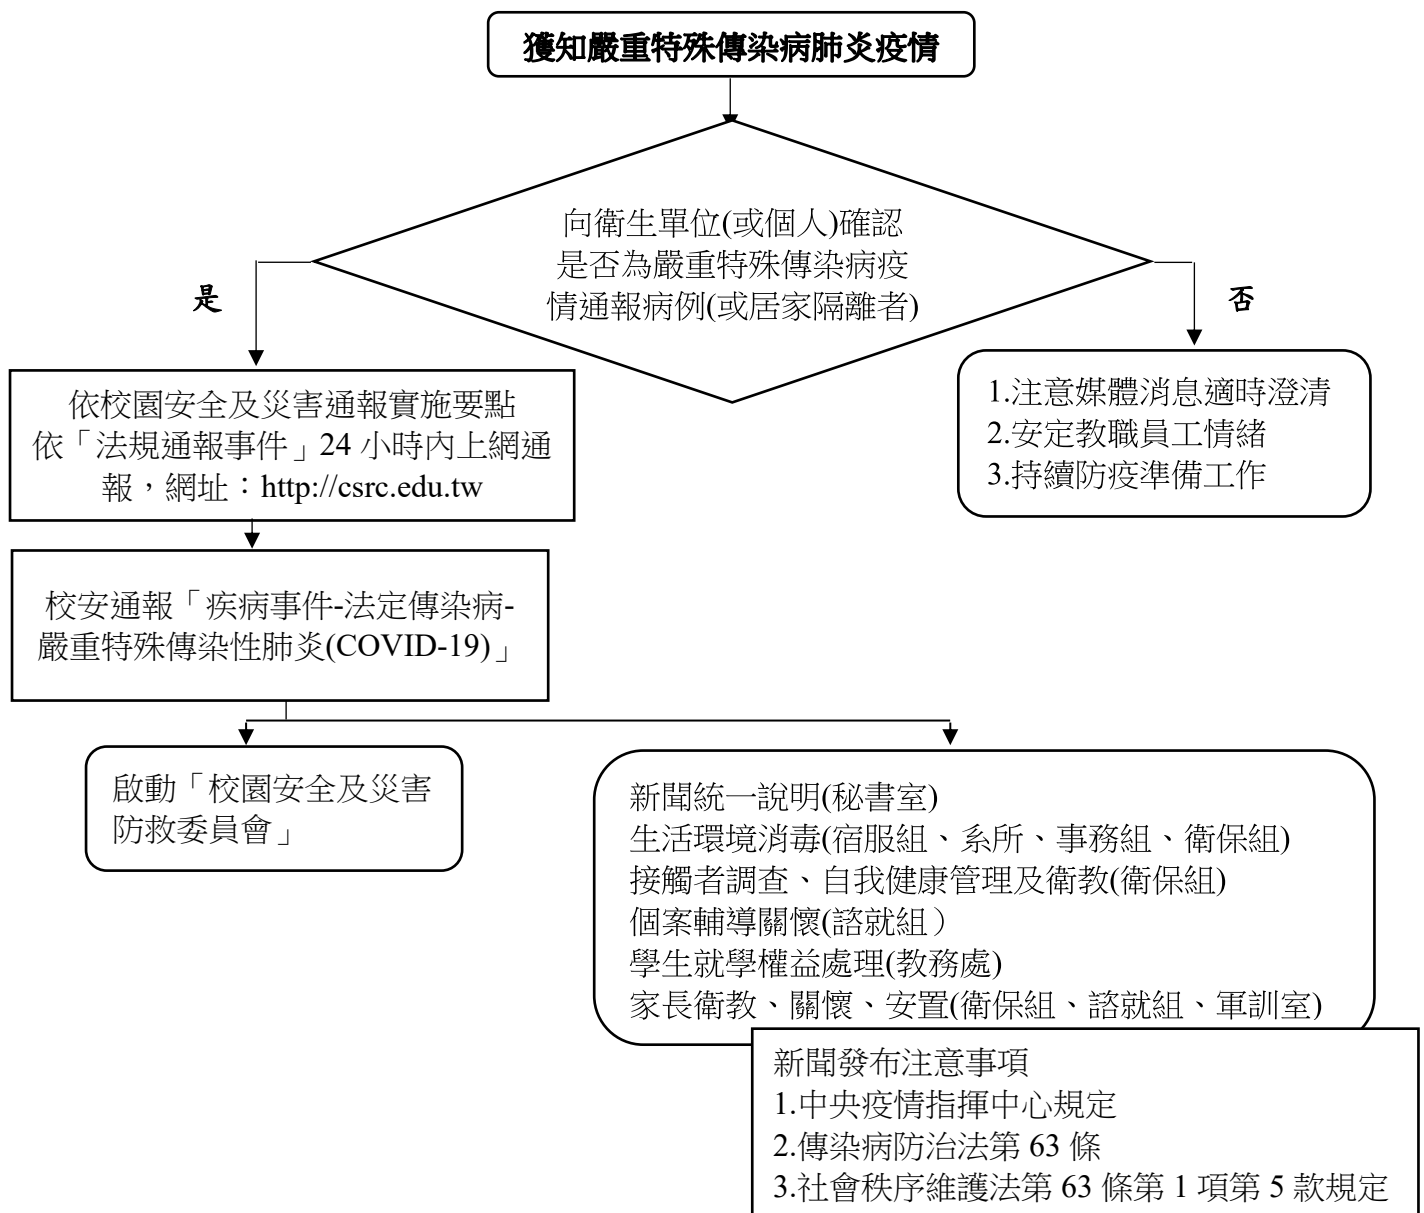 獲知嚴重特殊傳染病肺炎疫情
向衛生單位(或個人)確認
是否為嚴重特殊傳染病疫
情通報病例(或居家隔離者)
是
否
依校園安全及災害通報實施要點
依「法規通報事件」24 小時內上網通
報，網址：http://csrc.edu.tw
1.注意媒體消息適時澄清
2.安定教職員工情緒
3.持續防疫準備工作
校安通報「疾病事件-法定傳染病-
嚴重特殊傳染性肺炎(COVID-19)」
啟動「校園安全及災害
防救委員會」
新聞統一說明(秘書室)
生活環境消毒(宿服組、系所、事務組、衛保組)
接觸者調查、自我健康管理及衛教(衛保組)
個案輔導關懷(諮就組）
學生就學權益處理(教務處)
家長衛教、關懷、安置(衛保組、諮就組、軍訓室)
新聞發布注意事項
1.中央疫情指揮中心規定
2.傳染病防治法第 63 條
3.社會秩序維護法第 63 條第 1 項第 5 款規定